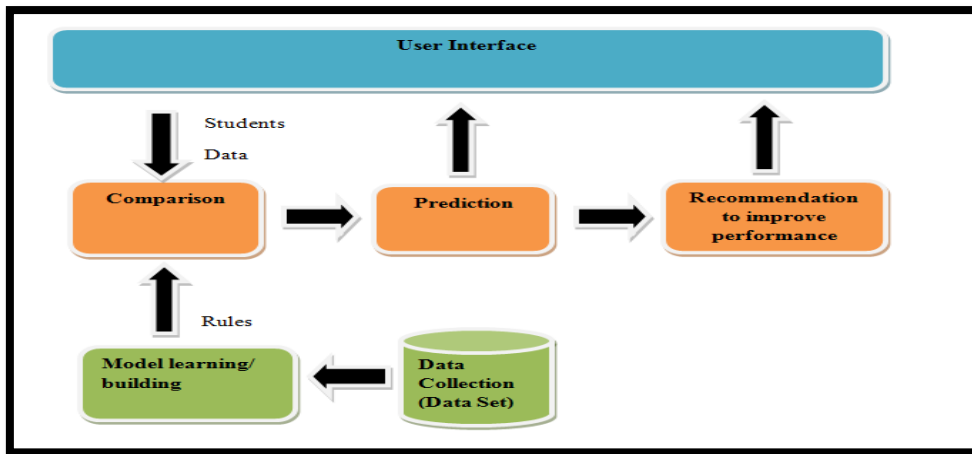 User Interface
Students
Data
Comparison
Prediction
Recommendation
to improve
performance
Rules
Model learning/
building
Data
Collection
(Data Set)